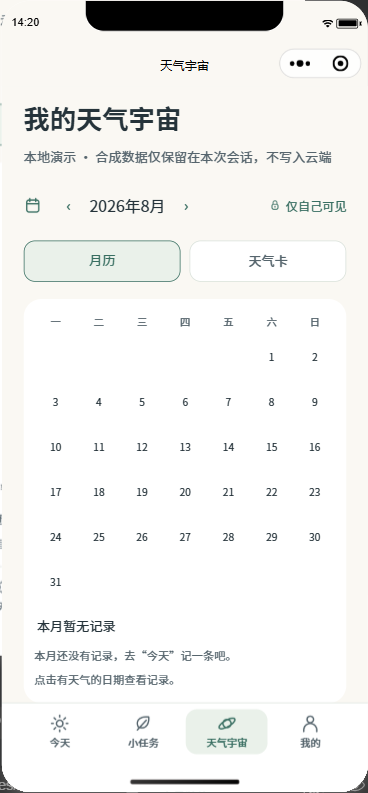 14:20
天气宇宙
我的天气宇宙
本地演示 · 合成数据仅保留在本次会话，不写入云端
‹ 2026年8月 › 仅自己可见
月历 天气卡
一 二 三 四 五 六 日
1 2
3 4 5 6 7 8 9
10 11 12 13 14 15 16
17 18 19 20 21 22 23
24 25 26 27 28 29 30
31
本月暂无记录
本月还没有记录，去“今天”记一条吧。
点击有天气的日期查看记录。
今天 小任务 天气宇宙 我的